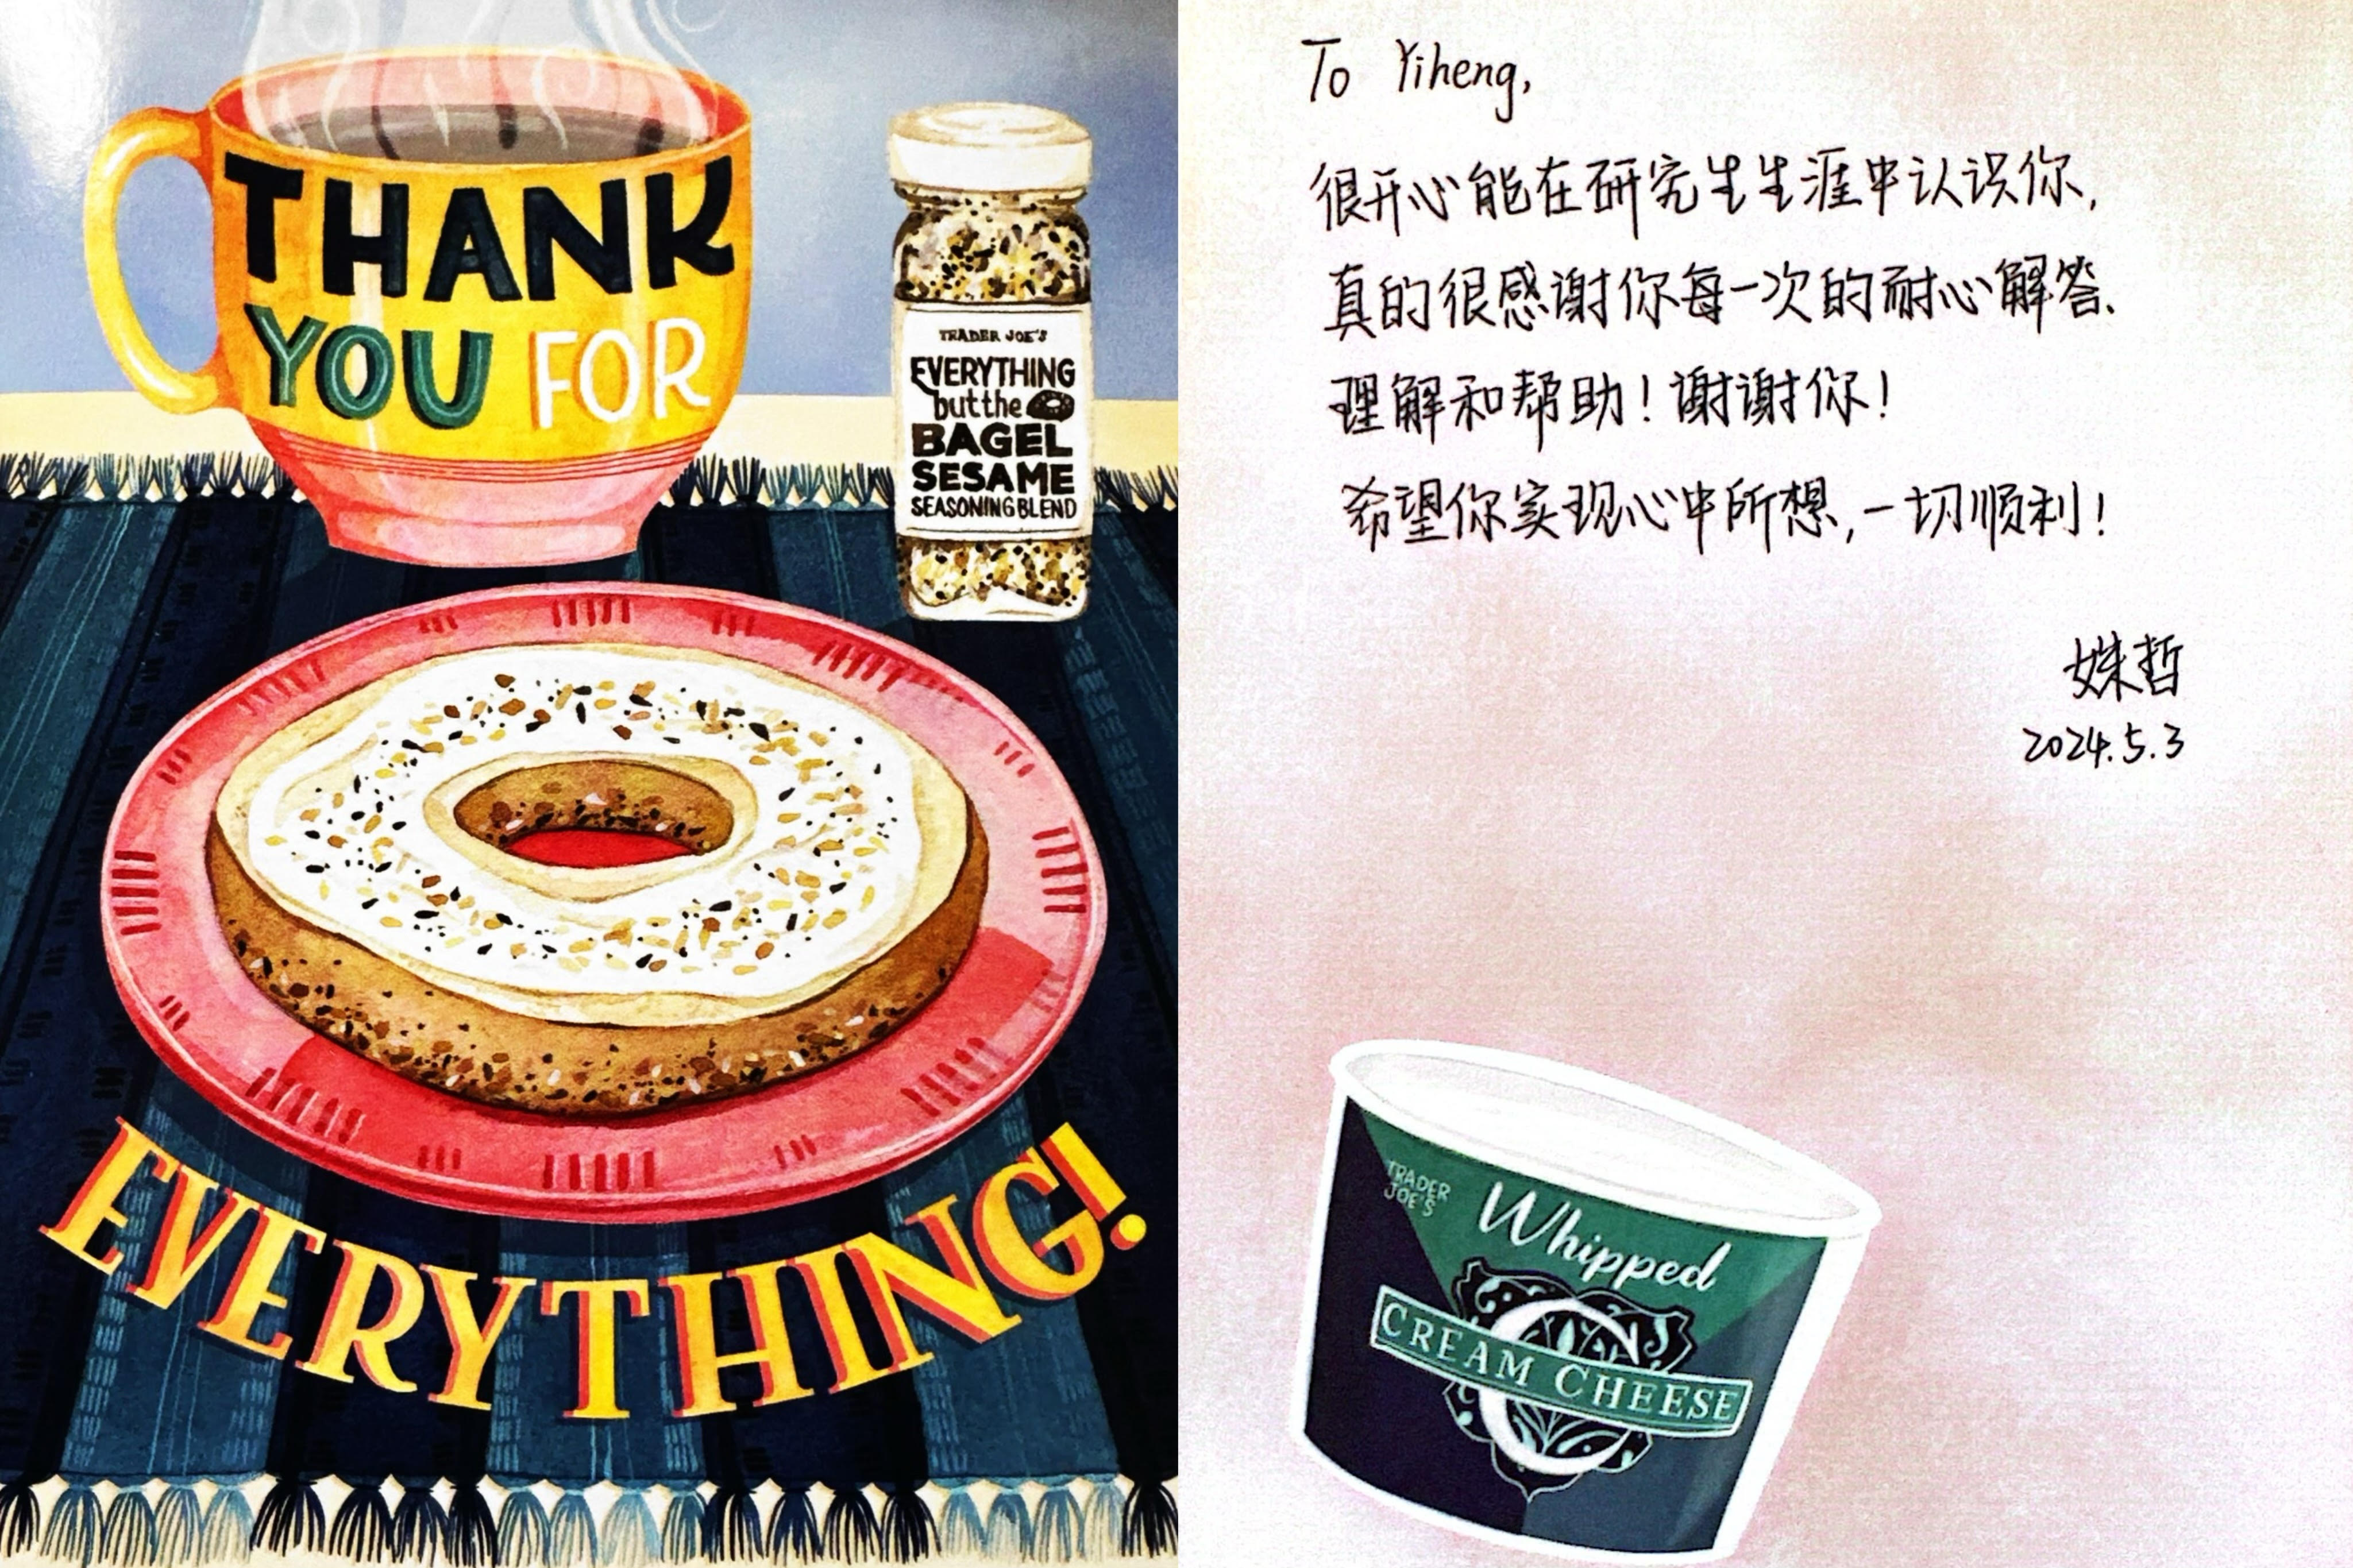 THANK
YOU FOR
TRADER JOE'S
EVERYTHING
but the
BAGEL
SESAME
SEASONING BLEND
EVERYTHING!
To Yiheng,
很开心能在研究生生涯中认识你,
真的很感谢你每一次的耐心解答、
理解和帮助！谢谢你！
希望你实现心中所想,一切顺利！
姝哲
2024.5.3
TRADER
JOE'S
Whipped
CREAM CHEESE